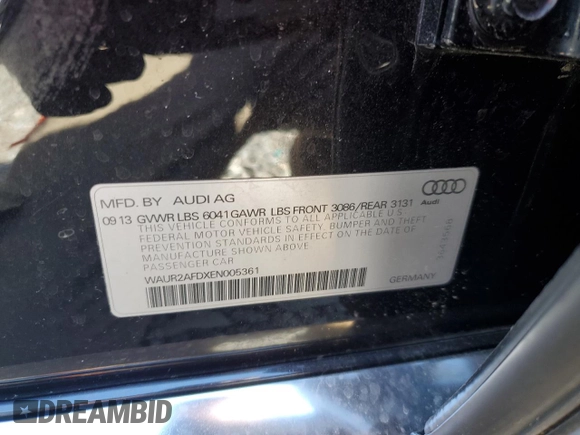 MFD. BY AUDI AG
09 13 GVWR LBS 6041 GAWR LBS FRONT 3086/REAR 3131
THIS VEHICLE CONFORMS TO ALL APPLICABLE U.S.
FEDERAL MOTOR VEHICLE SAFETY, BUMPER AND THEFT
PREVENTION STANDARDS IN EFFECT ON THE DATE OF
MANUFACTURE SHOWN ABOVE
PASSENGER CAR
WAUR2AFDXEN005361
Audi
GERMANY
DREAMBID